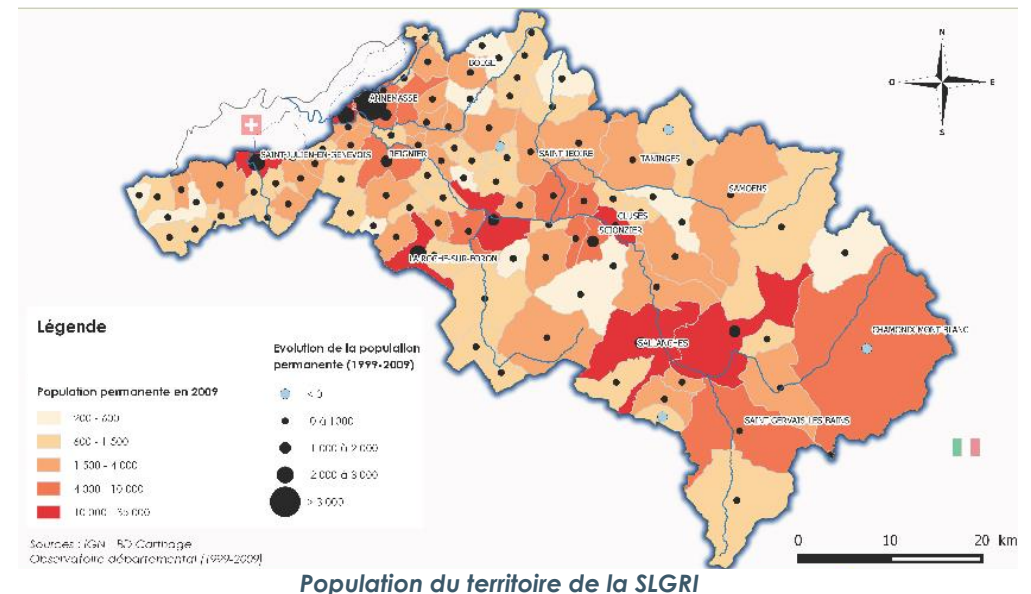 N
O
E
S
BOEGE
ANNEMASSE
SAINT-JULIEN-EN-GENEVOIS
REIGNIER
SAINT JEOIRE
TANINGES
SAMOENS
CLUSES
SCIONZIER
LA ROCHE-SUR-FORON
SALLANCHES
CHAMONIX-MONT-BLANC
SAINT-GERVAIS-LES-BAINS
Légende
Population permanente en 2009
200 - 600
600 - 1 500
1 500 - 4 000
4 000 - 10 000
10 000 - 35 000
Evolution de la population
permanente (1999-2009)
< 0
0 à 1 000
1 000 à 2 000
2 000 à 3 000
> 3 000
Sources : IGN - BD Carthage
Observatoire départemental (1999-2009)
0 10 20 km
Population du territoire de la SLGRI